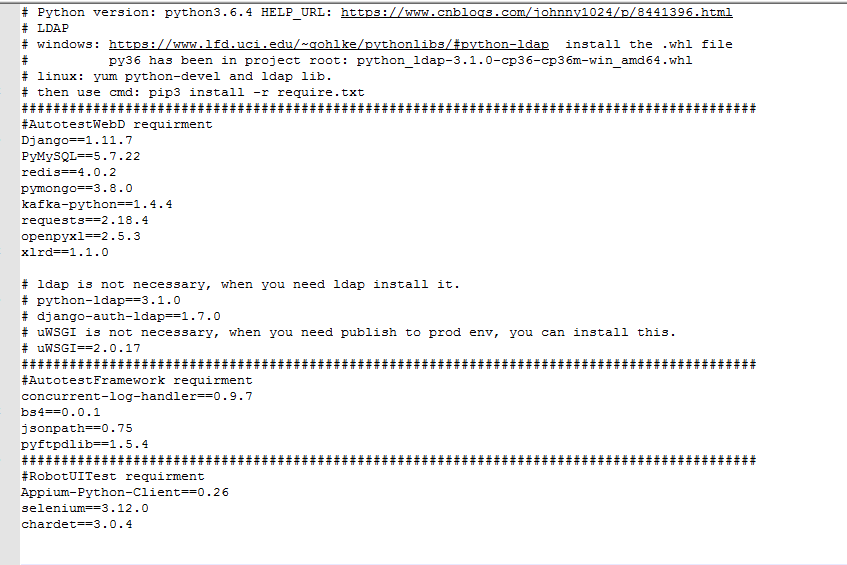 # Python version: python3.6.4 HELP_URL: https://www.cnblogs.com/johnny1024/p/8441396.html
# LDAP
# windows: https://www.lfd.uci.edu/~gohlke/pythonlibs/#python-ldap  install the .whl file
#          py36 has been in project root: python_ldap-3.1.0-cp36-cp36m-win_amd64.whl
# linux: yum python-devel and ldap lib.
# then use cmd: pip3 install -r require.txt
############################################################################################
#AutotestWebD requirment
Django==1.11.7
PyMySQL==5.7.22
redis==4.0.2
pymongo==3.8.0
kafka-python==1.4.4
requests==2.18.4
openpyxl==2.5.3
xlrd==1.1.0
# ldap is not necessary, when you need ldap install it.
# python-ldap==3.1.0
# django-auth-ldap==1.7.0
# uWSGI is not necessary, when you need publish to prod env, you can install this.
# uWSGI==2.0.17
############################################################################################
#AutotestFramework requirment
concurrent-log-handler==0.9.7
bs4==0.0.1
jsonpath==0.75
pyftpdlib==1.5.4
############################################################################################
#RobotUITest requirment
Appium-Python-Client==0.26
selenium==3.12.0
chardet==3.0.4